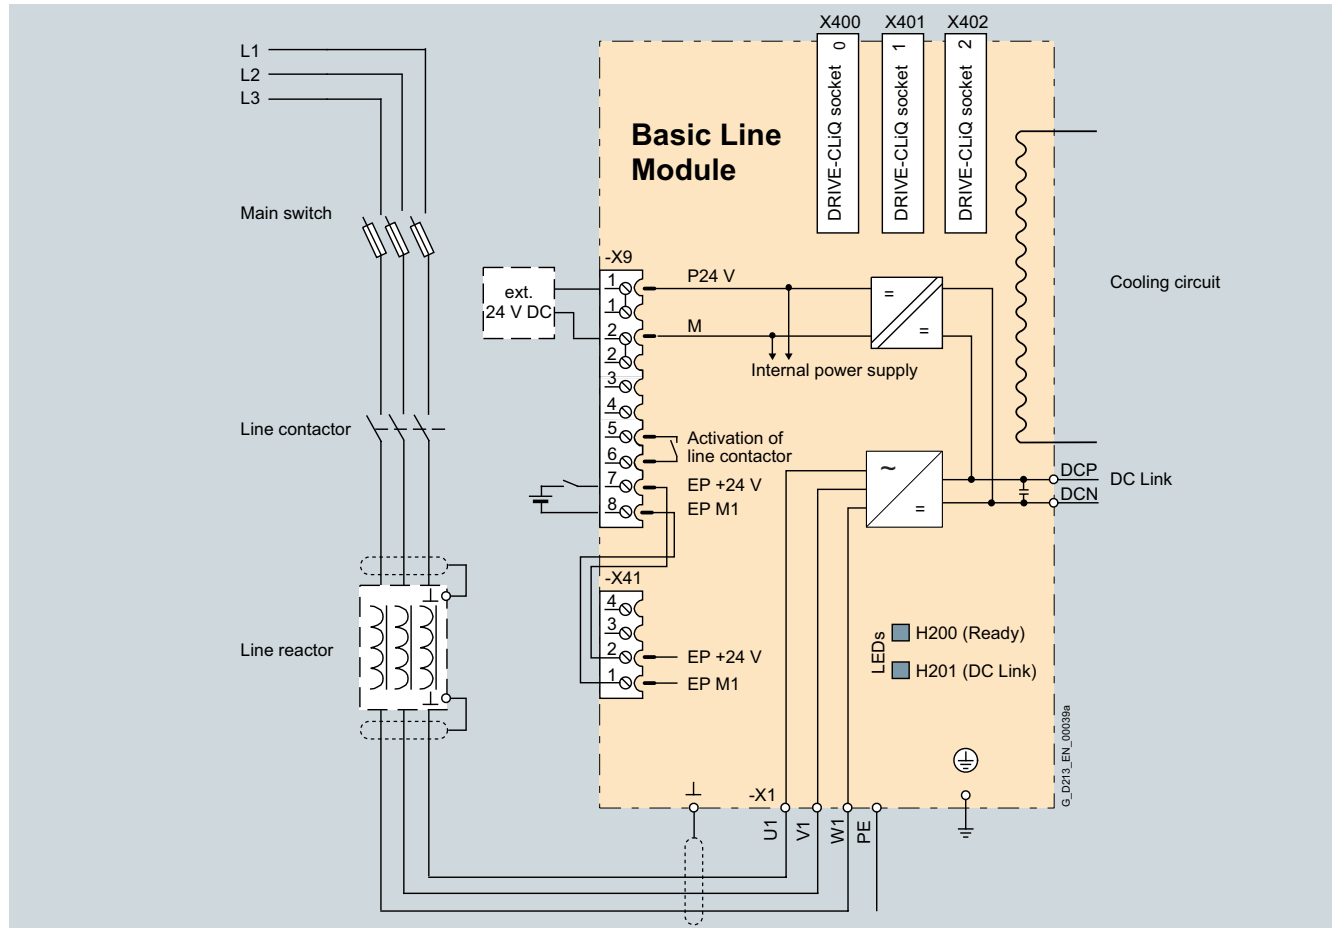 X400 X401 X402
L1
L2
L3
DRIVE-CLiQ socket 0
DRIVE-CLiQ socket 1
DRIVE-CLiQ socket 2
Basic Line
Module
Main switch
-X9
ext.
24 V DC
1
1
2
2
3
4
5
6
7
8
P24 V
M
=
=
Internal power supply
Cooling circuit
Line contactor
Activation of
line contactor
EP +24 V
EP M1
~
=
DCP
DCN
DC Link
-X41
4
3
2
1
EP +24 V
EP M1
Line reactor
LEDs
H200 (Ready)
H201 (DC Link)
G_D213_EN_00039a
-X1
U1
V1
W1
PE